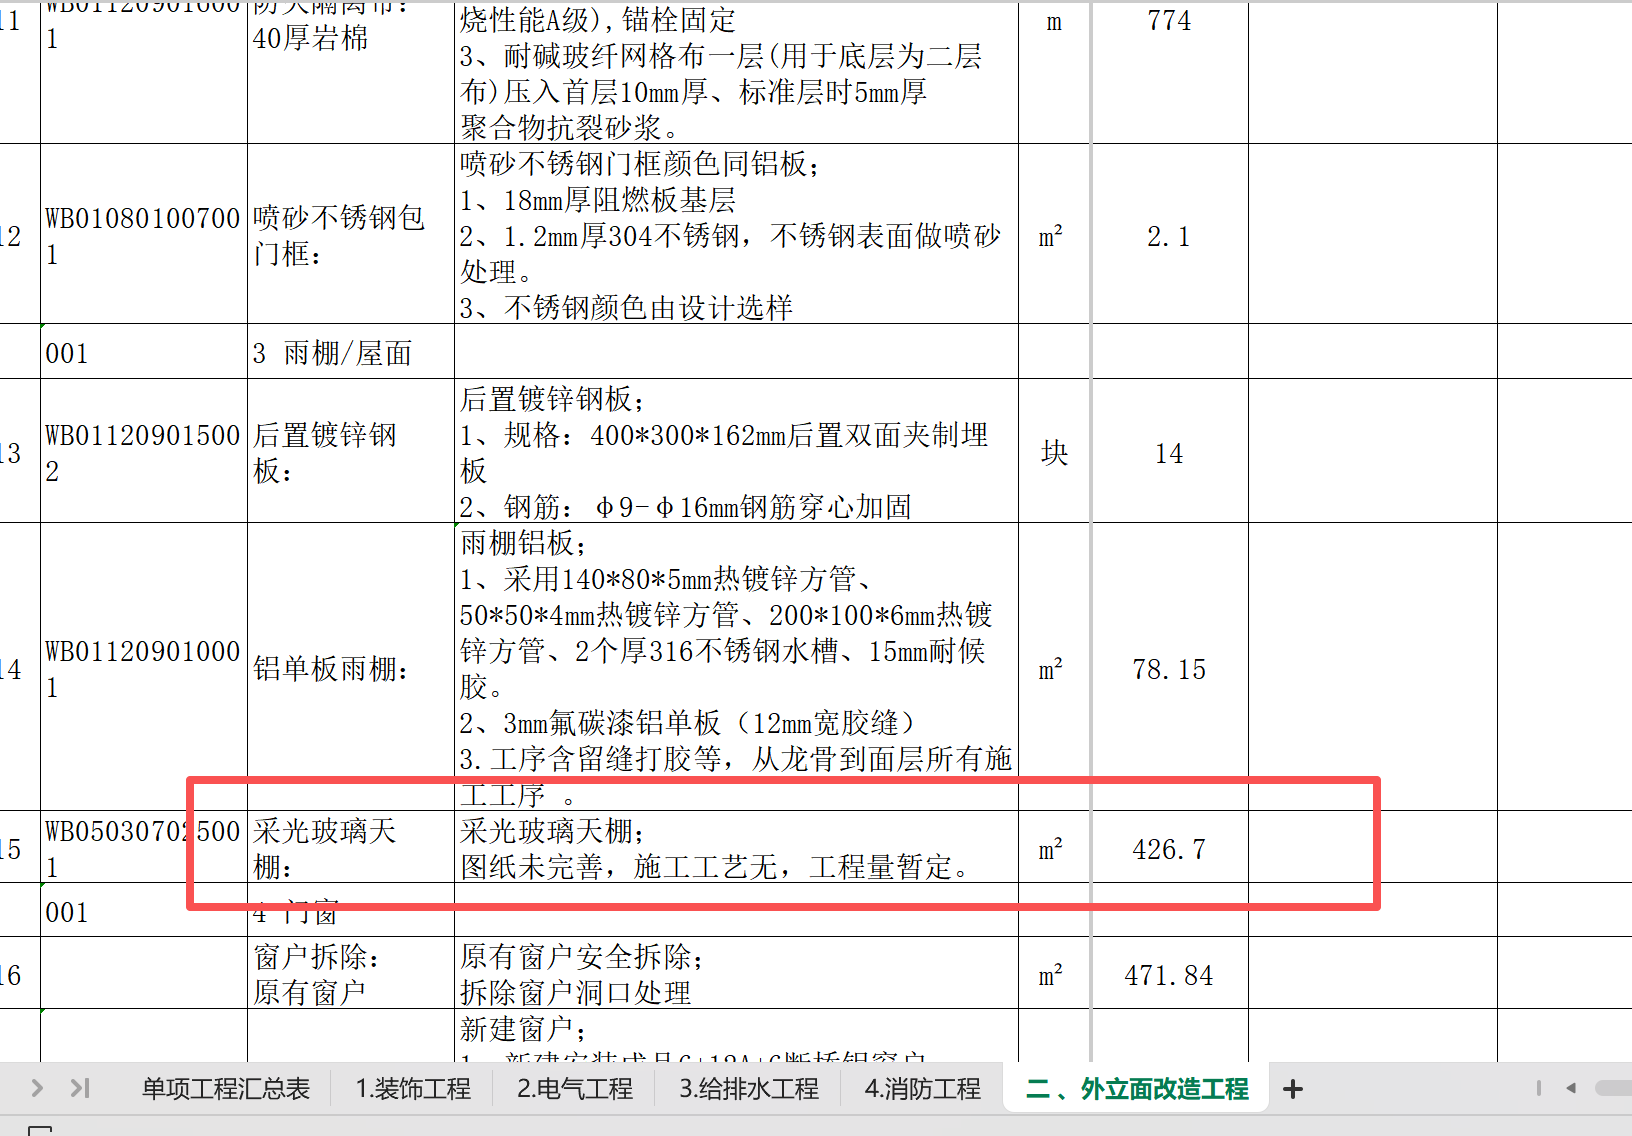 11
WB011209016001
防火隔离带：
40厚岩棉
烧性能A级),锚栓固定
3、耐碱玻纤网格布一层(用于底层为二层
布)压入首层10mm厚、标准层时5mm厚
聚合物抗裂砂浆。
m
774
12
WB01080100700
1
喷砂不锈钢包
门框：
喷砂不锈钢门框颜色同铝板；
1、18mm厚阻燃板基层
2、1.2mm厚304不锈钢，不锈钢表面做喷砂
处理。
3、不锈钢颜色由设计选样
m²
2.1
001
3 雨棚/屋面
13
WB01120901500
2
后置镀锌钢
板：
后置镀锌钢板；
1、规格：400*300*162mm后置双面夹制埋
板
2、钢筋：φ9-φ16mm钢筋穿心加固
块
14
14
WB01120901000
1
铝单板雨棚：
雨棚铝板；
1、采用140*80*5mm热镀锌方管、
50*50*4mm热镀锌方管、200*100*6mm热镀
锌方管、2个厚316不锈钢水槽、15mm耐候
胶。
2、3mm氟碳漆铝单板（12mm宽胶缝）
3.工序含留缝打胶等，从龙骨到面层所有施
工工序 。
m²
78.15
15
WB05030702500
1
采光玻璃天
棚：
采光玻璃天棚；
图纸未完善，施工工艺无，工程量暂定。
m²
426.7
001
4 门窗
16
窗户拆除：
原有窗户
原有窗户安全拆除；
拆除窗户洞口处理
m²
471.84
新建窗户；
1、新建安装成品6+12A+6断桥铝窗户
单项工程汇总表
1.装饰工程
2.电气工程
3.给排水工程
4.消防工程
二 、外立面改造工程